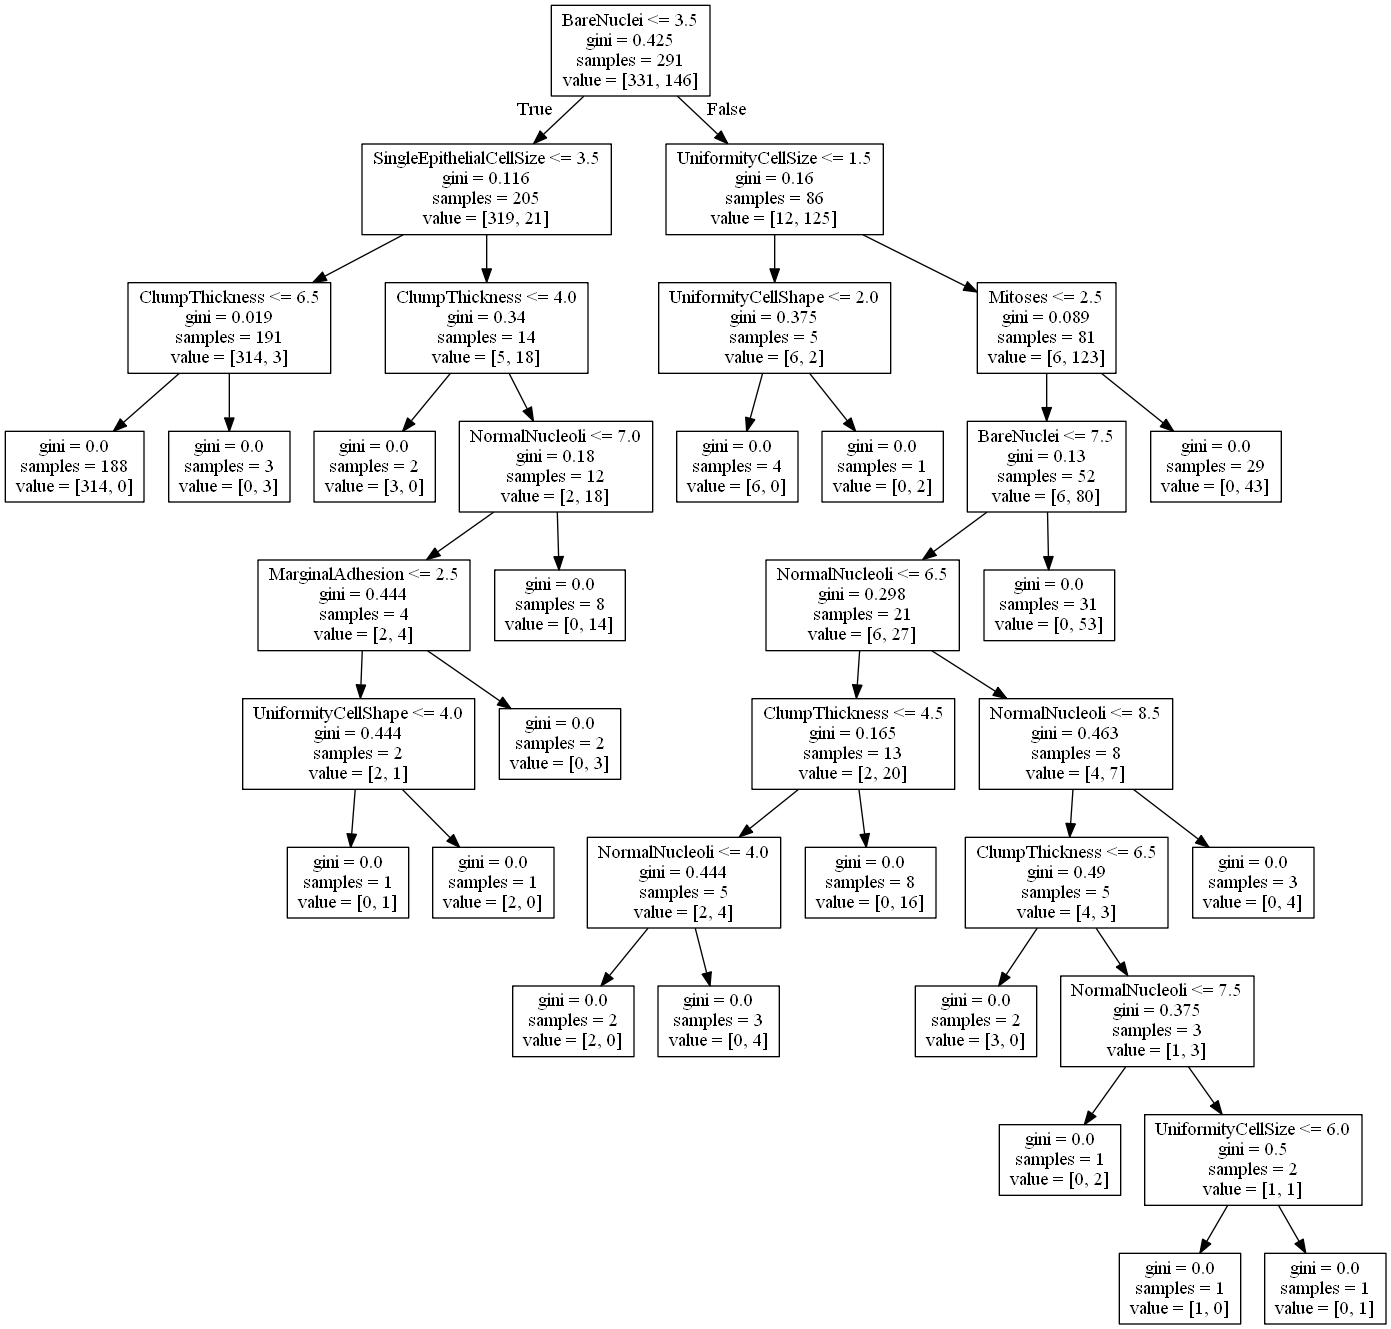 BareNuclei <= 3.5
gini = 0.425
samples = 291
value = [331, 146]
True
False
SingleEpithelialCellSize <= 3.5
gini = 0.116
samples = 205
value = [319, 21]
UniformityCellSize <= 1.5
gini = 0.16
samples = 86
value = [12, 125]
ClumpThickness <= 6.5
gini = 0.019
samples = 191
value = [314, 3]
ClumpThickness <= 4.0
gini = 0.34
samples = 14
value = [5, 18]
UniformityCellShape <= 2.0
gini = 0.375
samples = 5
value = [6, 2]
Mitoses <= 2.5
gini = 0.089
samples = 81
value = [6, 123]
gini = 0.0
samples = 188
value = [314, 0]
gini = 0.0
samples = 3
value = [0, 3]
gini = 0.0
samples = 2
value = [3, 0]
NormalNucleoli <= 7.0
gini = 0.18
samples = 12
value = [2, 18]
gini = 0.0
samples = 4
value = [6, 0]
gini = 0.0
samples = 1
value = [0, 2]
BareNuclei <= 7.5
gini = 0.13
samples = 52
value = [6, 80]
gini = 0.0
samples = 29
value = [0, 43]
MarginalAdhesion <= 2.5
gini = 0.444
samples = 4
value = [2, 4]
gini = 0.0
samples = 8
value = [0, 14]
NormalNucleoli <= 6.5
gini = 0.298
samples = 21
value = [6, 27]
gini = 0.0
samples = 31
value = [0, 53]
UniformityCellShape <= 4.0
gini = 0.444
samples = 2
value = [2, 1]
gini = 0.0
samples = 2
value = [0, 3]
ClumpThickness <= 4.5
gini = 0.165
samples = 13
value = [2, 20]
NormalNucleoli <= 8.5
gini = 0.463
samples = 8
value = [4, 7]
gini = 0.0
samples = 1
value = [0, 1]
gini = 0.0
samples = 1
value = [2, 0]
NormalNucleoli <= 4.0
gini = 0.444
samples = 5
value = [2, 4]
gini = 0.0
samples = 8
value = [0, 16]
ClumpThickness <= 6.5
gini = 0.49
samples = 5
value = [4, 3]
gini = 0.0
samples = 3
value = [0, 4]
gini = 0.0
samples = 2
value = [2, 0]
gini = 0.0
samples = 3
value = [0, 4]
gini = 0.0
samples = 2
value = [3, 0]
NormalNucleoli <= 7.5
gini = 0.375
samples = 3
value = [1, 3]
gini = 0.0
samples = 1
value = [0, 2]
UniformityCellSize <= 6.0
gini = 0.5
samples = 2
value = [1, 1]
gini = 0.0
samples = 1
value = [1, 0]
gini = 0.0
samples = 1
value = [0, 1]